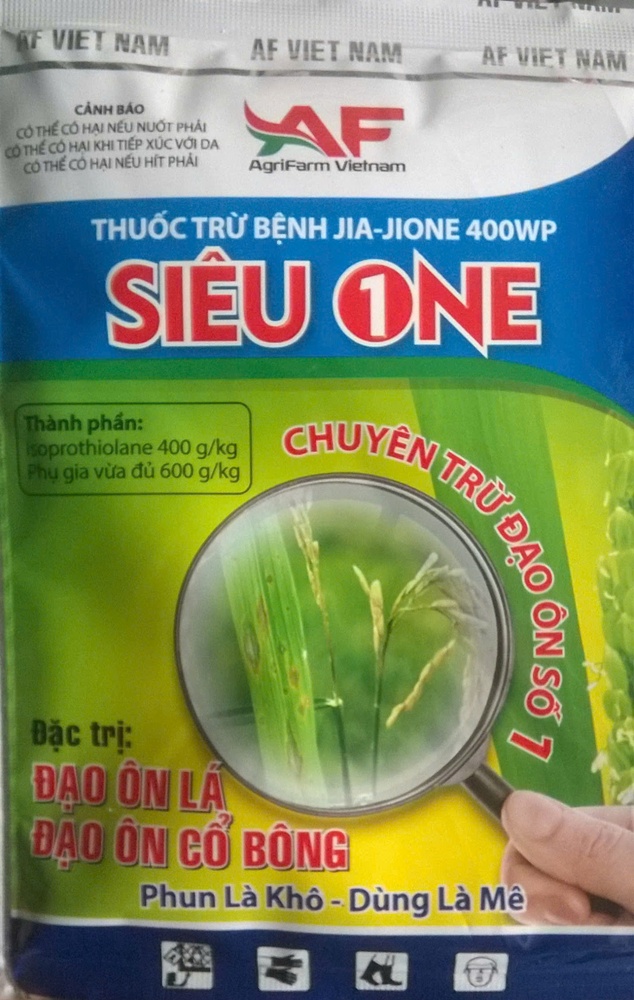 AF VIET NAM
AF VIET NAM
AF VIET NAM
CẢNH BÁO
CÓ THỂ CÓ HẠI NẾU NUỐT PHẢI
CÓ THỂ CÓ HẠI KHI TIẾP XÚC VỚI DA
CÓ THỂ CÓ HẠI NẾU HÍT PHẢI
AF
AgriFarm Vietnam
THUỐC TRỪ BỆNH JIA-JIONE 400WP
SIÊU 1NE
Thành phần:
Isoprothiolane 400 g/kg
Phụ gia vừa đủ 600 g/kg
CHUYÊN TRỪ ĐẠO ÔN SỐ 1
Đặc trị:
ĐẠO ÔN LÁ
ĐẠO ÔN CỔ BÔNG
Phun Là Khô - Dùng Là Mê